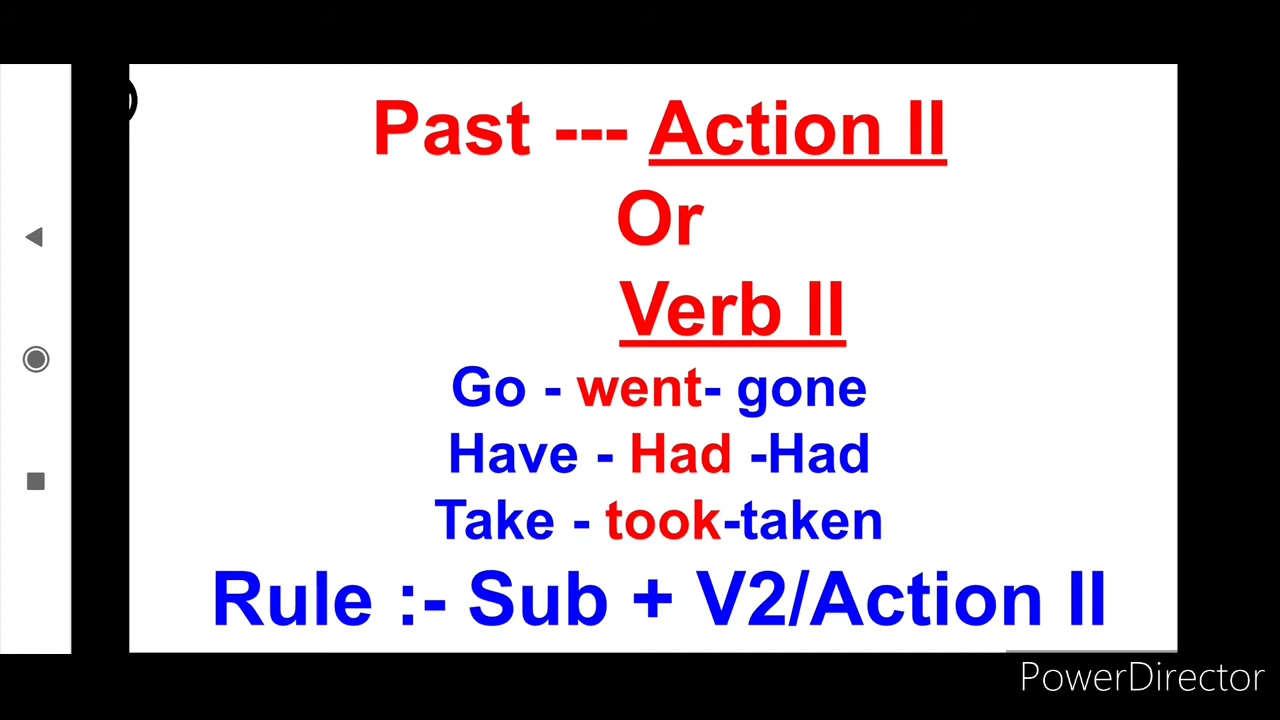 Past --- Action II
Or
Verb II
Go - went- gone
Have - Had -Had
Take - took-taken
Rule :- Sub + V2/Action II
PowerDirector